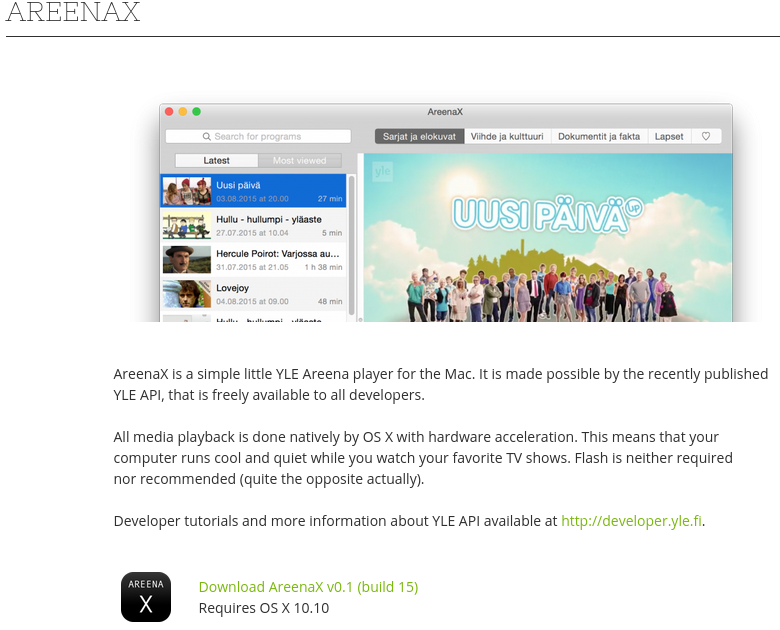 AREENAX
AreenaX
Search for programs
Sarjat ja elokuvat Viihde ja kulttuuri Dokumentit ja fakta Lapset
Latest Most viewed
yle
Uusi päivä
03.08.2015 at 20.00 27 min
UUSI PÄIVÄ UP
Hullu - hullumpi - yläaste
27.07.2015 at 10.04 5 min
Hercule Poirot: Varjossa au...
31.07.2015 at 21.05 1 h 38 min
Lovejoy
04.08.2015 at 09.00 48 min
Hullu - hullumpi - yläaste
AreenaX is a simple little YLE Areena player for the Mac. It is made possible by the recently published
YLE API, that is freely available to all developers.
All media playback is done natively by OS X with hardware acceleration. This means that your
computer runs cool and quiet while you watch your favorite TV shows. Flash is neither required
nor recommended (quite the opposite actually).
Developer tutorials and more information about YLE API available at http://developer.yle.fi.
AREENA
X
Download AreenaX v0.1 (build 15)
Requires OS X 10.10